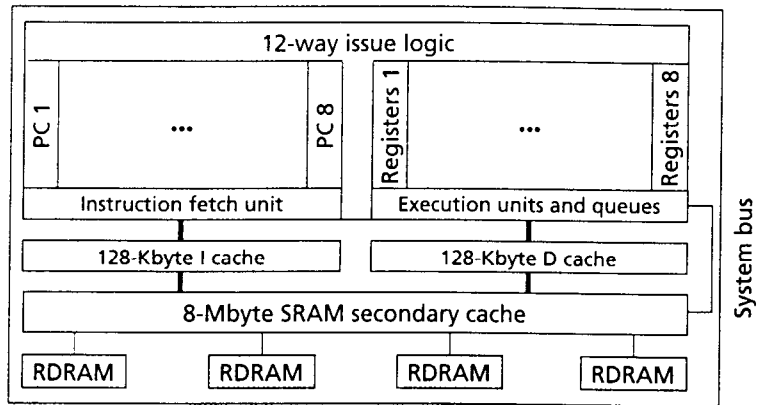 12-way issue logic
PC 1
...
PC 8
Registers 1
...
Registers 8
Instruction fetch unit
Execution units and queues
128-Kbyte I cache
128-Kbyte D cache
8-Mbyte SRAM secondary cache
System bus
RDRAM
RDRAM
RDRAM
RDRAM